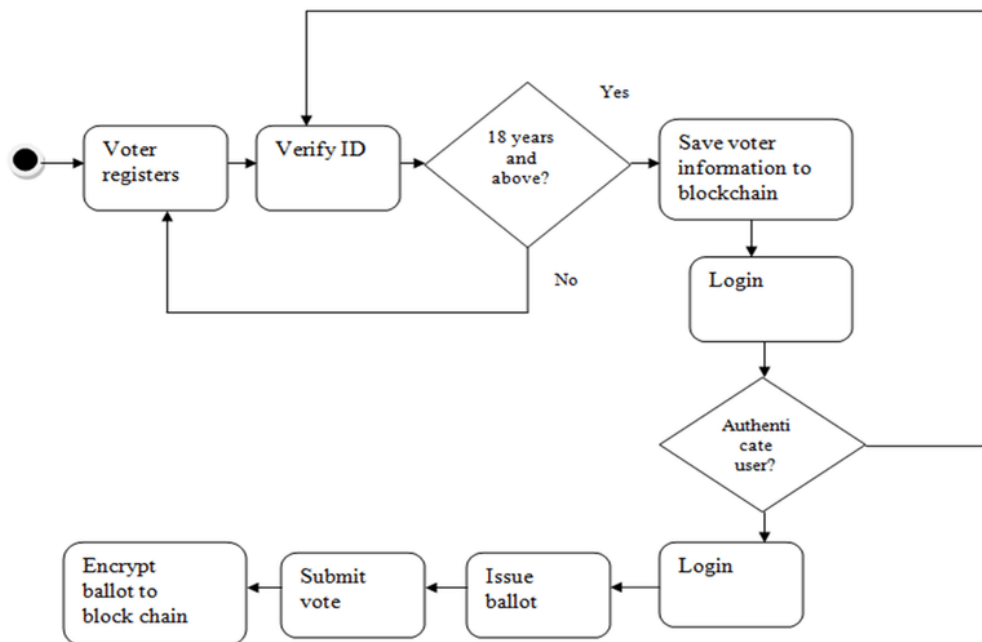 Voter
registers
Verify ID
18 years
and
above?
Yes
No
Save voter
information to
blockchain
Login
Authenti
cate
user?
Login
Issue
ballot
Submit
vote
Encrypt
ballot to
block chain